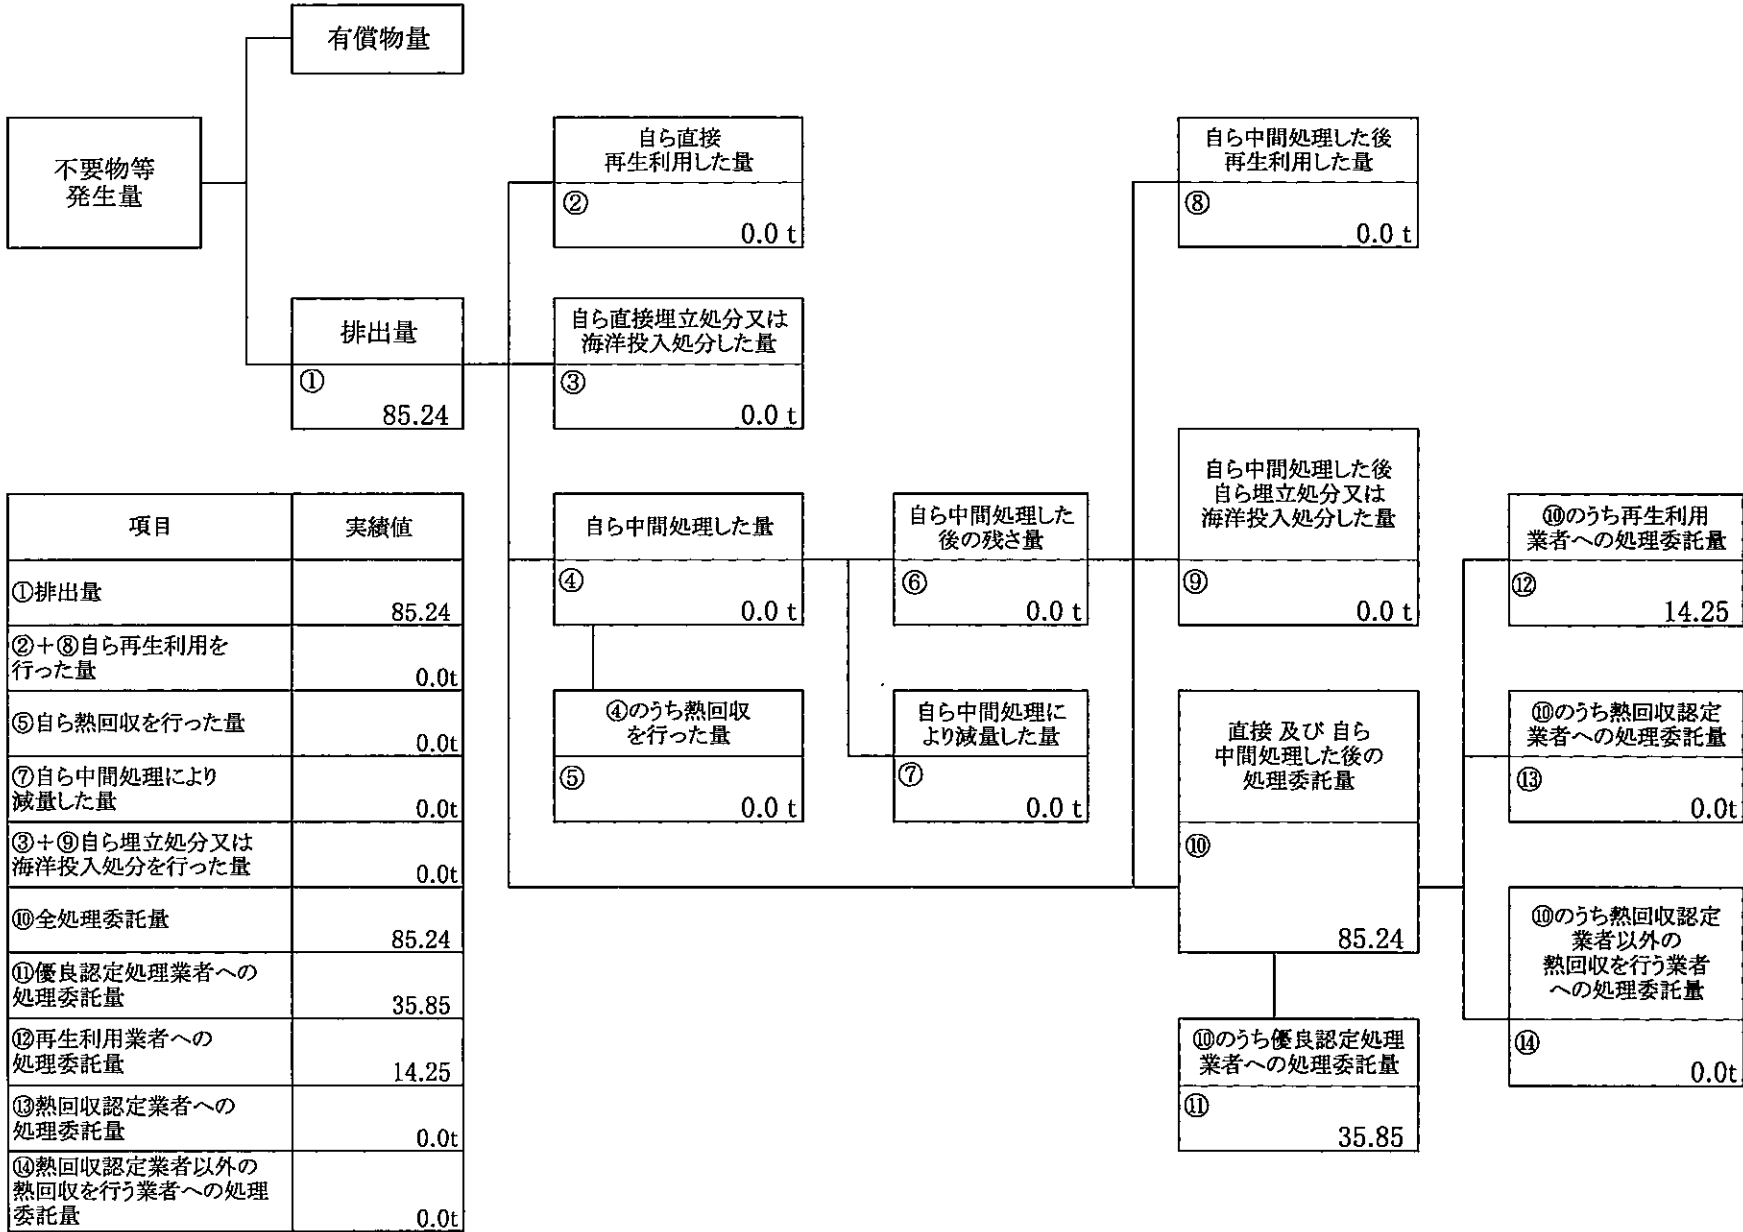 有償物量
不要物等
発生量
自ら直接
再生利用した量
②
0.0 t
自ら中間処理した後
再生利用した量
⑧
0.0 t
排出量
①
85.24
自ら直接埋立処分又は
海洋投入処分した量
③
0.0 t
自ら中間処理した量
④
0.0 t
自ら中間処理した
後の残さ量
⑥
0.0 t
自ら中間処理した後
自ら埋立処分又は
海洋投入処分した量
⑨
0.0 t
⑩のうち再生利用
業者への処理委託量
⑫
14.25
④のうち熱回収
を行った量
⑤
0.0 t
自ら中間処理に
より減量した量
⑦
0.0 t
直接 及び 自ら
中間処理した後の
処理委託量
⑩
85.24
⑩のうち熱回収認定
業者への処理委託量
⑬
0.0t
⑩のうち熱回収認定
業者以外の
熱回収を行う業者
への処理委託量
⑭
0.0t
⑩のうち優良認定処理
業者への処理委託量
⑪
35.85
項目 実績値
①排出量
85.24
②+⑧自ら再生利用を
行った量
0.0t
⑤自ら熱回収を行った量
0.0t
⑦自ら中間処理により
減量した量
0.0t
③+⑨自ら埋立処分又は
海洋投入処分を行った量
0.0t
⑩全処理委託量
85.24
⑪優良認定処理業者への
処理委託量
35.85
⑫再生利用業者への
処理委託量
14.25
⑬熱回収認定業者への
処理委託量
0.0t
⑭熱回収認定業者以外の
熱回収を行う業者への処理
委託量
0.0t